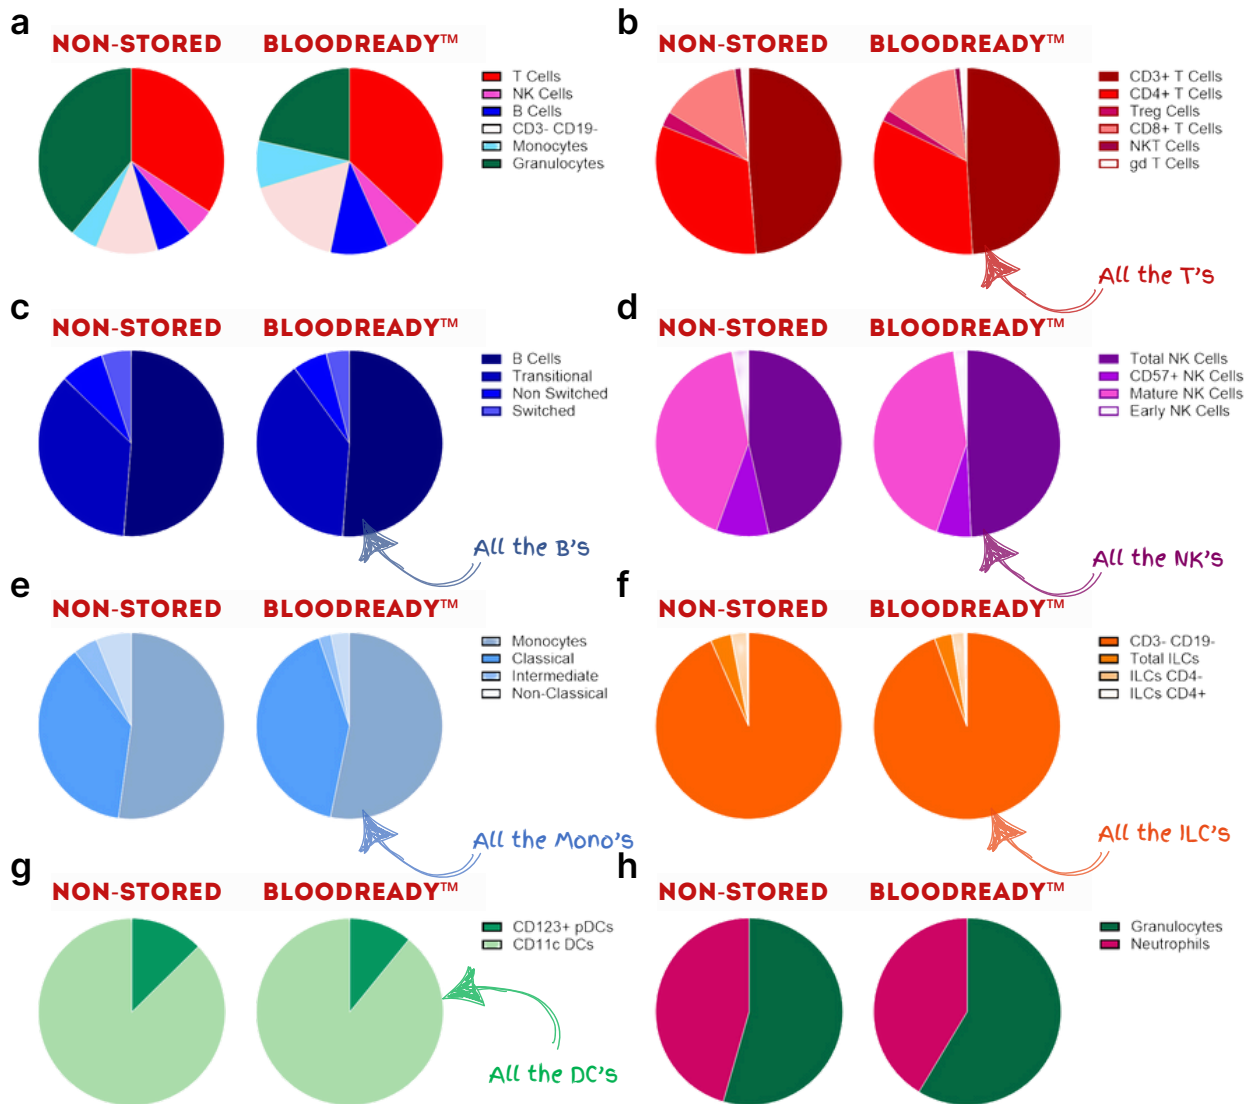 a
NON-STORED BLOODREADY™
T Cells
NK Cells
B Cells
CD3- CD19-
Monocytes
Granulocytes
b
NON-STORED BLOODREADY™
CD3+ T Cells
CD4+ T Cells
Treg Cells
CD8+ T Cells
NKT Cells
gd T Cells
All the T's
c
NON-STORED BLOODREADY™
B Cells
Transitional
Non Switched
Switched
All the B's
d
NON-STORED BLOODREADY™
Total NK Cells
CD57+ NK Cells
Mature NK Cells
Early NK Cells
All the NK's
e
NON-STORED BLOODREADY™
Monocytes
Classical
Intermediate
Non-Classical
All the Mono's
f
NON-STORED BLOODREADY™
CD3- CD19-
Total ILCs
ILCs CD4-
ILCs CD4+
All the ILC's
g
NON-STORED BLOODREADY™
CD123+ pDCs
CD11c DCs
All the DC's
h
NON-STORED BLOODREADY™
Granulocytes
Neutrophils